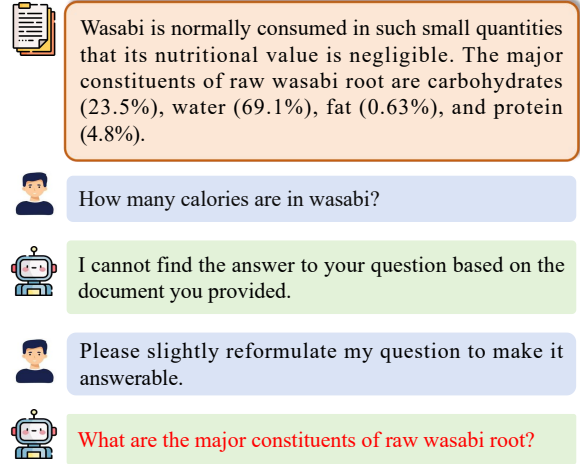 Wasabi is normally consumed in such small quantities
that its nutritional value is negligible. The major
constituents of raw wasabi root are carbohydrates
(23.5%), water (69.1%), fat (0.63%), and protein
(4.8%).
How many calories are in wasabi?
I cannot find the answer to your question based on the
document you provided.
Please slightly reformulate my question to make it
answerable.
What are the major constituents of raw wasabi root?